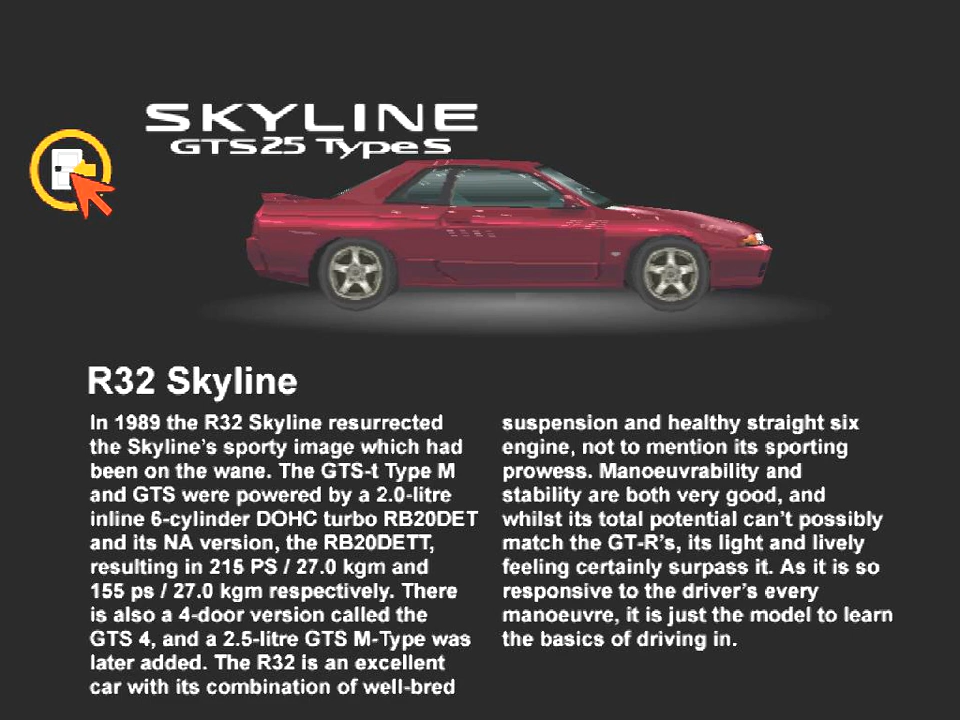 SKYLINE
GTS25 Type S
R32 Skyline
In 1989 the R32 Skyline resurrected
the Skyline's sporty image which had
been on the wane. The GTS-t Type M
and GTS were powered by a 2.0-litre
inline 6-cylinder DOHC turbo RB20DET
and its NA version, the RB20DETT,
resulting in 215 PS / 27.0 kgm and
155 ps / 27.0 kgm respectively. There
is also a 4-door version called the
GTS 4, and a 2.5-litre GTS M-Type was
later added. The R32 is an excellent
car with its combination of well-bred
suspension and healthy straight six
engine, not to mention its sporting
prowess. Manoeuvrability and
stability are both very good, and
whilst its total potential can't possibly
match the GT-R's, its light and lively
feeling certainly surpass it. As it is so
responsive to the driver's every
manoeuvre, it is just the model to learn
the basics of driving in.